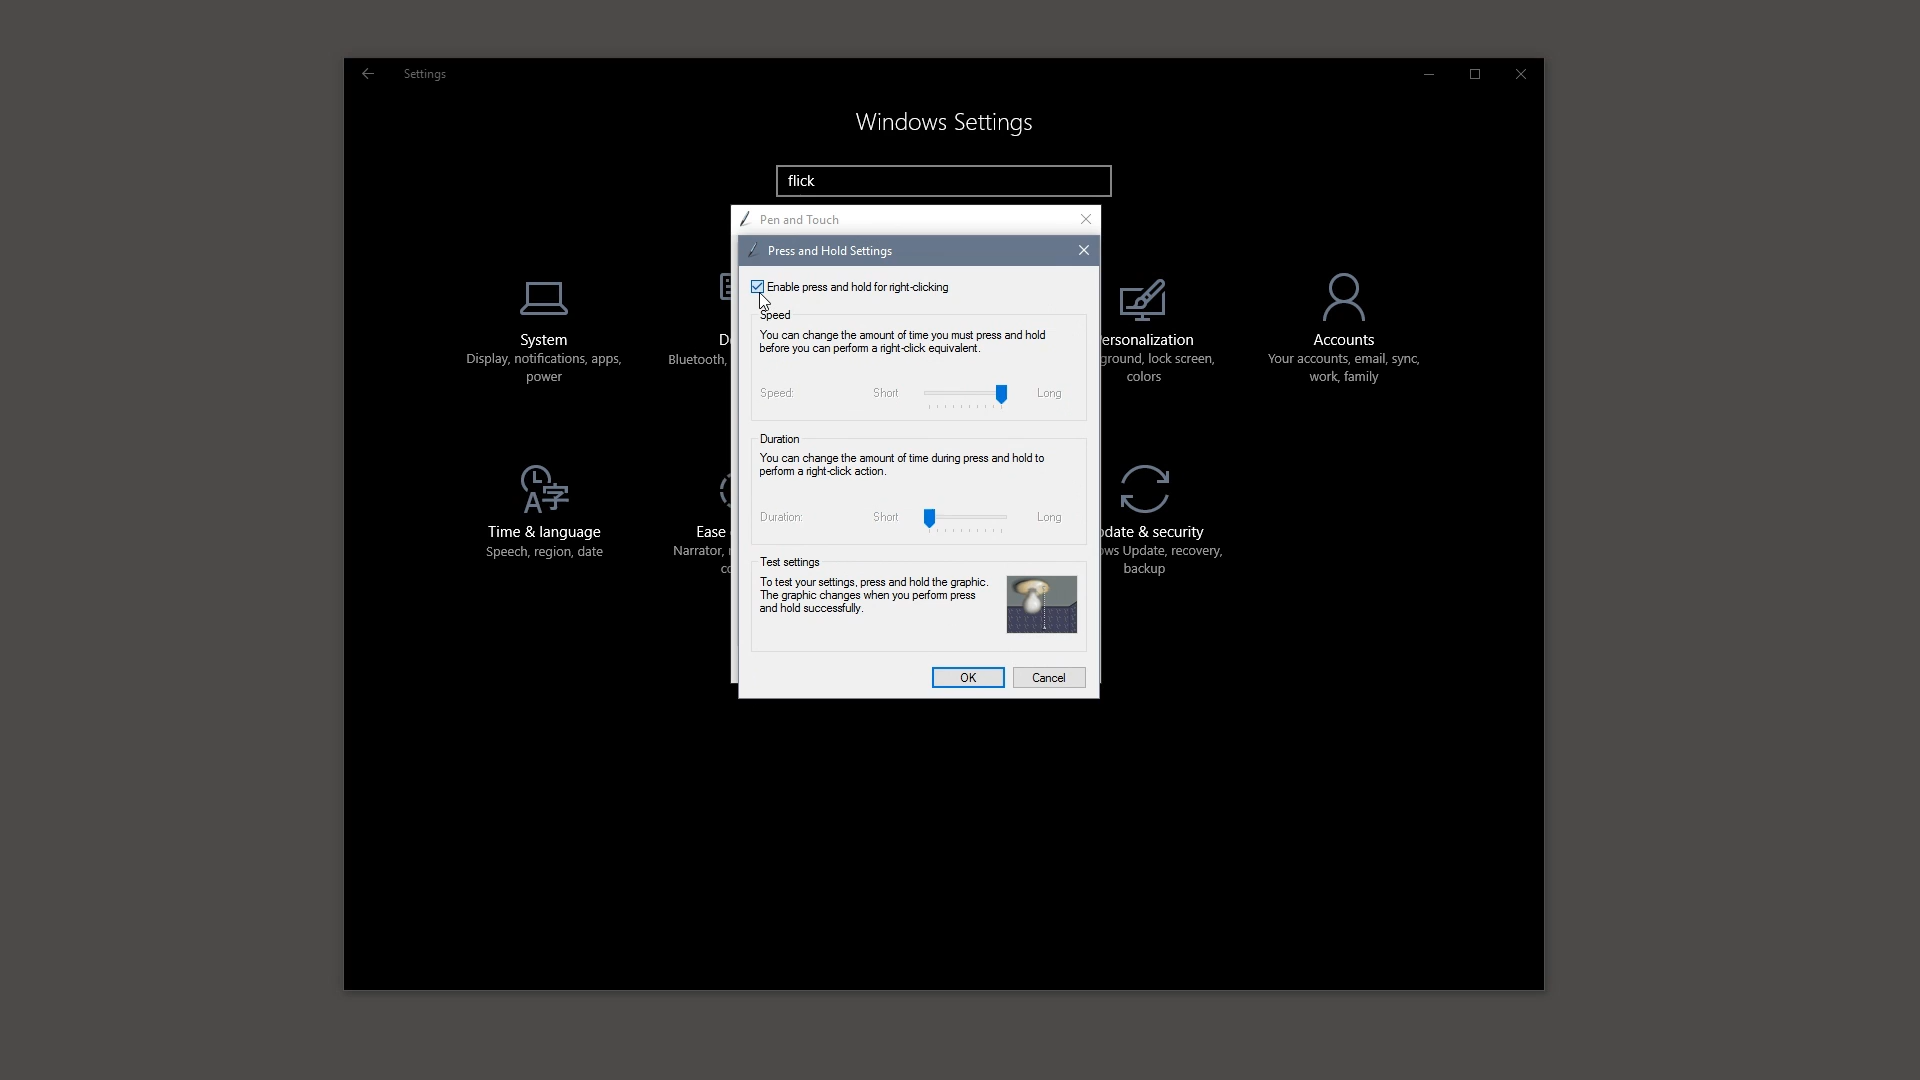 Settings
Windows Settings
flick
Pen and Touch
Press and Hold Settings
Enable press and hold for right-clicking
Speed
You can change the amount of time you must press and hold
before you can perform a right-click equivalent.
Speed:
Short
Long
Duration
You can change the amount of time during press and hold to
perform a right-click action.
Duration:
Short
Long
Test settings
To test your settings, press and hold the graphic.
The graphic changes when you perform press
and hold successfully.
OK
Cancel
System
Display, notifications, apps,
power
D
Bluetooth,
ersonalization
ground, lock screen,
colors
Accounts
Your accounts, email, sync,
work, family
Time & language
Speech, region, date
Ease
Narrator,
date & security
ws Update, recovery,
backup